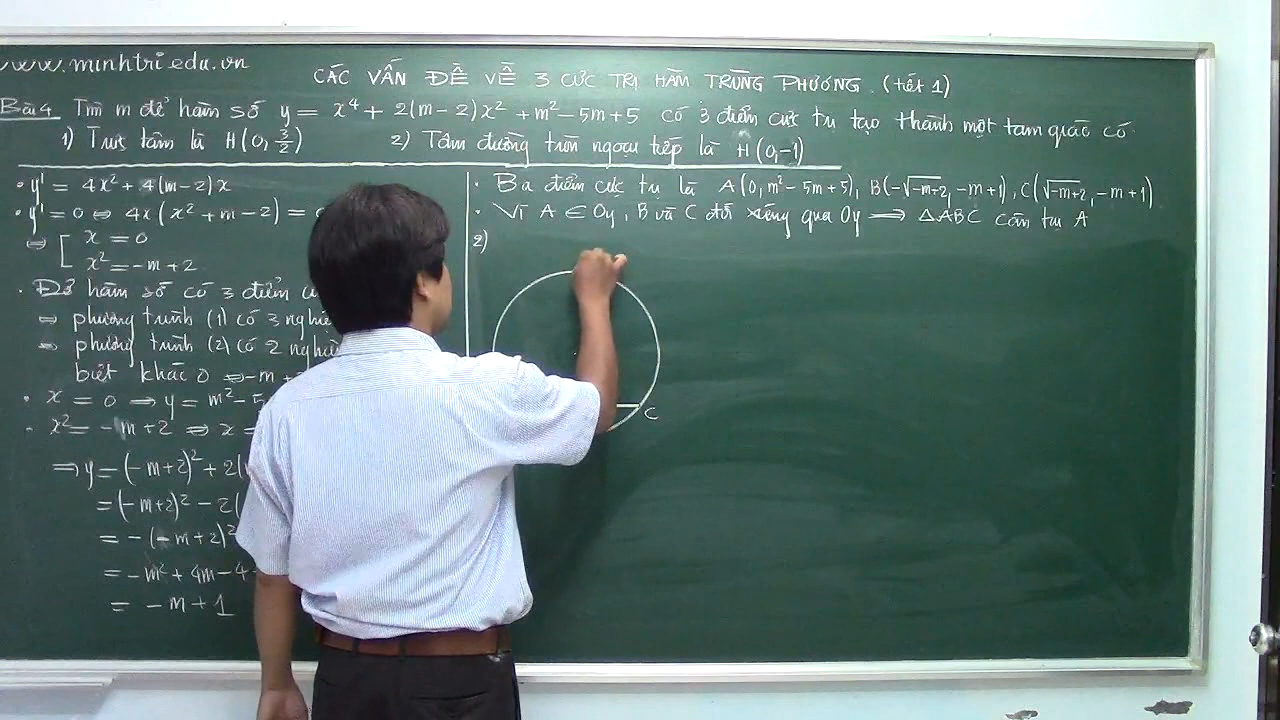 www.minhtri.edu.vn
CÁC VẤN ĐỀ VỀ 3 CỰC TRỊ HÀM TRÙNG PHƯƠNG. (tiết 1)
Bài 4 Tìm m để hàm số y = x⁴ + 2(m-2)x² + m² - 5m + 5 có 3 điểm cực trị tạo thành một tam giác có
1) Trực tâm là H(0, 3/2) 2) Tâm đường tròn ngoại tiếp là H(0,-1)
• y' = 4x² + 4(m-2)x
• y' = 0 ⇔ 4x(x² + m - 2) =
⇔ [ x = 0
x² = -m + 2
• Để hàm số có 3 điểm
⇔ phương trình (1) có 3
⇔ phương trình (2) có 2
biệt khác 0 ⇔ -m +
• x = 0 ⇒ y = m² - 5
• x² = -m + 2 ⇔ x =
⇒ y = (-m+2)² + 2(
= (-m+2)² - 2(
= -(-m+2)²
= -m² + 4m - 4
= -m + 1
• Ba điểm cực trị là A(0, m² - 5m + 5), B(-√-m+2, -m+1), C(√-m+2, -m+1)
• Vì A ∈ Oy, B và C đối xứng qua Oy ⟹ ΔABC cân tại A
2)
C